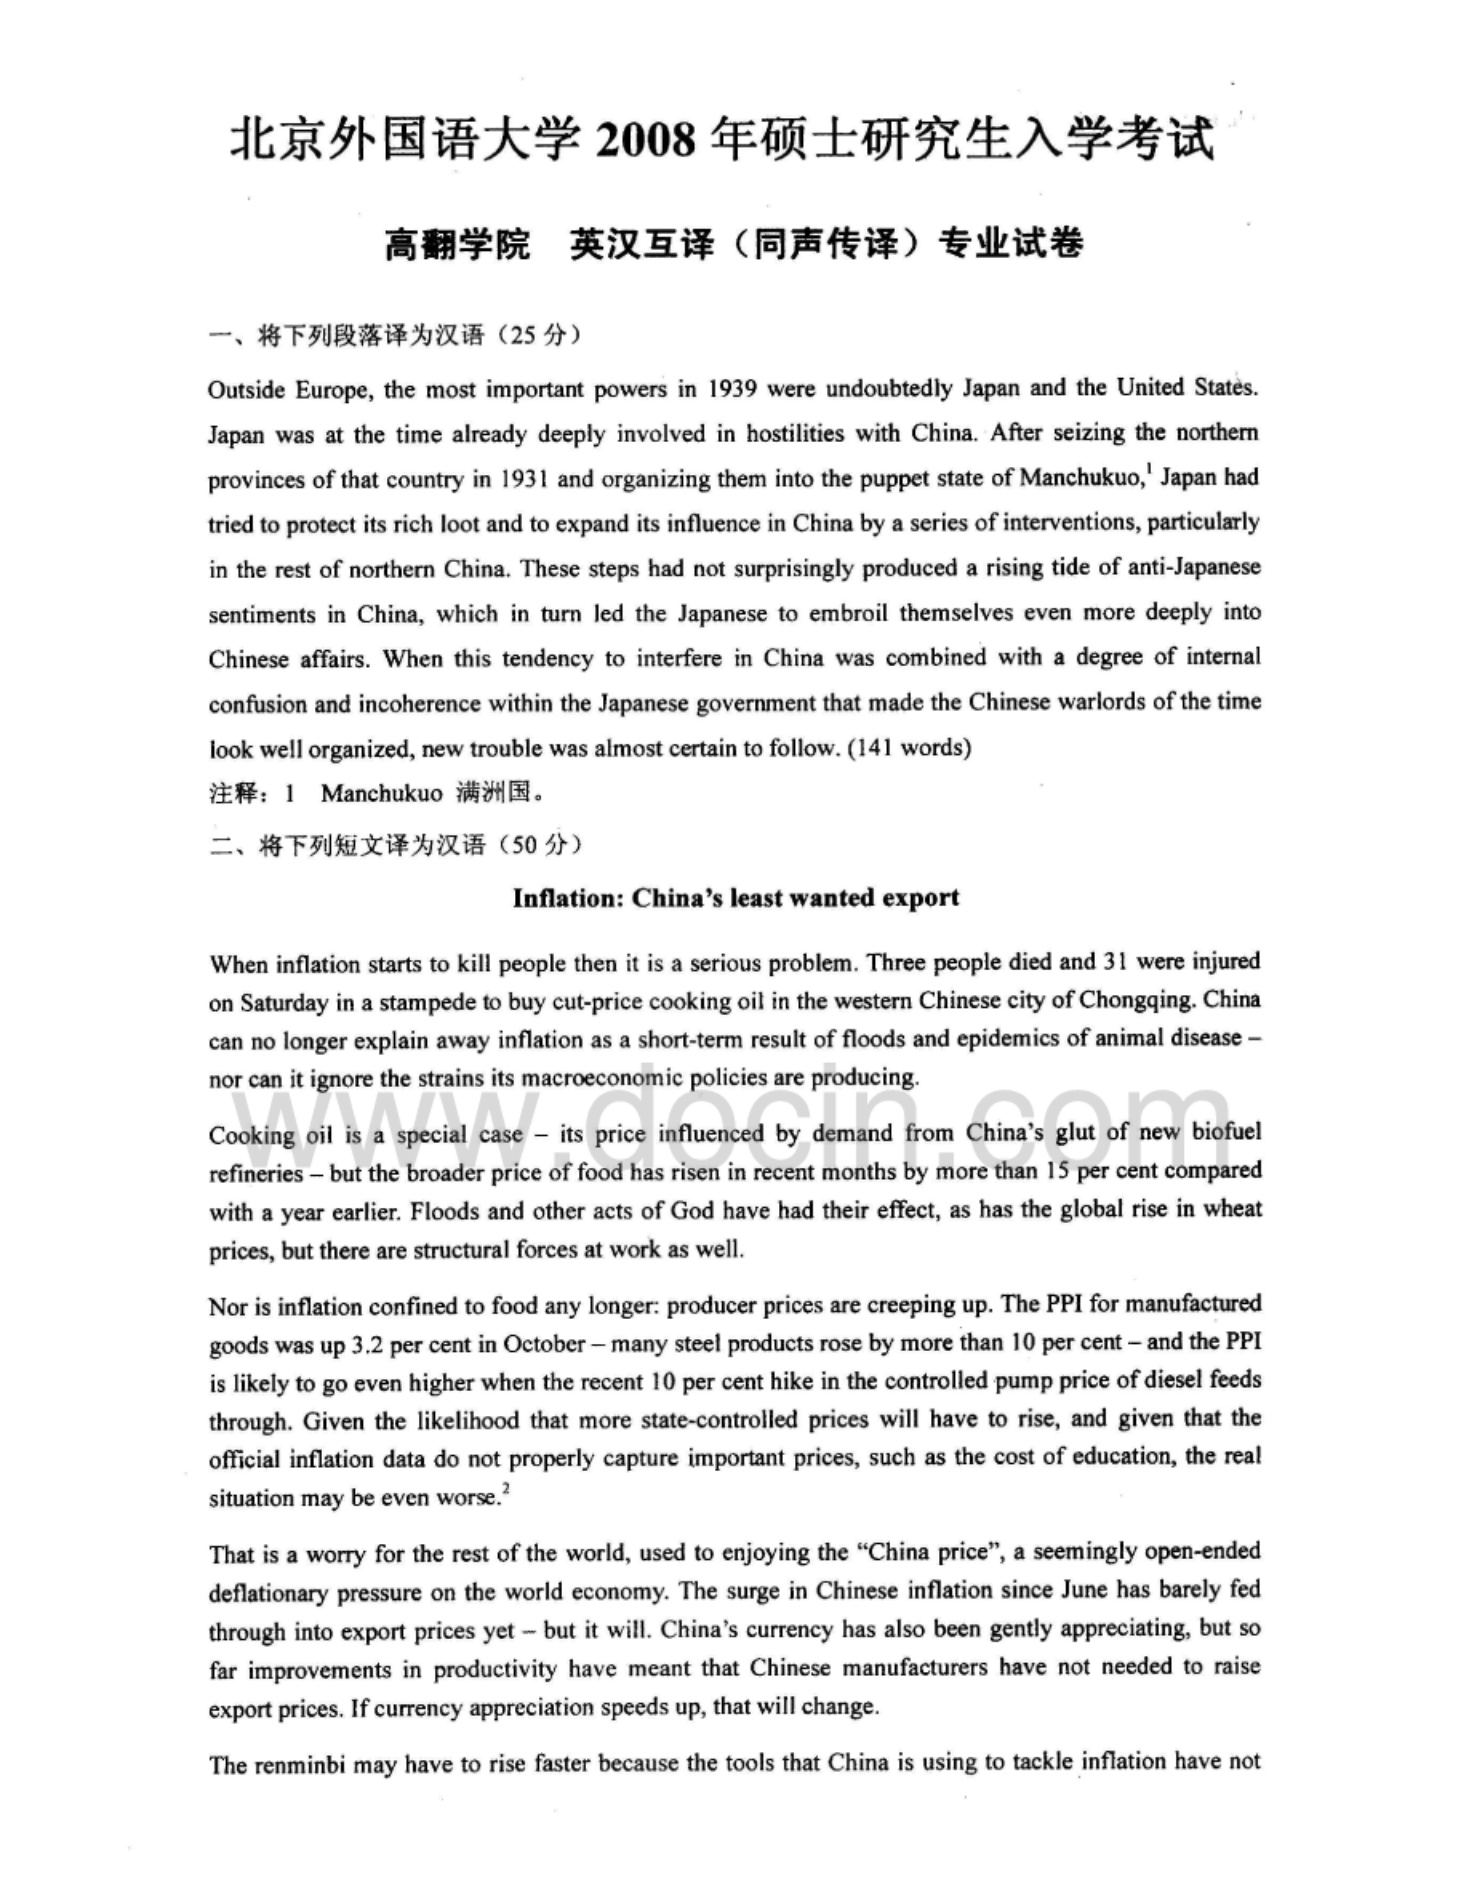 北京外国语大学 2008 年硕士研究生入学考试
高翻学院 英汉互译（同声传译）专业试卷
一、将下列段落译为汉语（25 分）
Outside Europe, the most important powers in 1939 were undoubtedly Japan and the United States.
Japan was at the time already deeply involved in hostilities with China. After seizing the northern
provinces of that country in 1931 and organizing them into the puppet state of Manchukuo,¹ Japan had
tried to protect its rich loot and to expand its influence in China by a series of interventions, particularly
in the rest of northern China. These steps had not surprisingly produced a rising tide of anti-Japanese
sentiments in China, which in turn led the Japanese to embroil themselves even more deeply into
Chinese affairs. When this tendency to interfere in China was combined with a degree of internal
confusion and incoherence within the Japanese government that made the Chinese warlords of the time
look well organized, new trouble was almost certain to follow. (141 words)
注释：1 Manchukuo 满洲国。
二、将下列短文译为汉语（50 分）
Inflation: China's least wanted export
When inflation starts to kill people then it is a serious problem. Three people died and 31 were injured
on Saturday in a stampede to buy cut-price cooking oil in the western Chinese city of Chongqing. China
can no longer explain away inflation as a short-term result of floods and epidemics of animal disease –
nor can it ignore the strains its macroeconomic policies are producing.
www.docin.com
Cooking oil is a special case – its price influenced by demand from China's glut of new biofuel
refineries – but the broader price of food has risen in recent months by more than 15 per cent compared
with a year earlier. Floods and other acts of God have had their effect, as has the global rise in wheat
prices, but there are structural forces at work as well.
Nor is inflation confined to food any longer: producer prices are creeping up. The PPI for manufactured
goods was up 3.2 per cent in October – many steel products rose by more than 10 per cent – and the PPI
is likely to go even higher when the recent 10 per cent hike in the controlled pump price of diesel feeds
through. Given the likelihood that more state-controlled prices will have to rise, and given that the
official inflation data do not properly capture important prices, such as the cost of education, the real
situation may be even worse.²
That is a worry for the rest of the world, used to enjoying the “China price”, a seemingly open-ended
deflationary pressure on the world economy. The surge in Chinese inflation since June has barely fed
through into export prices yet – but it will. China's currency has also been gently appreciating, but so
far improvements in productivity have meant that Chinese manufacturers have not needed to raise
export prices. If currency appreciation speeds up, that will change.
The renminbi may have to rise faster because the tools that China is using to tackle inflation have not